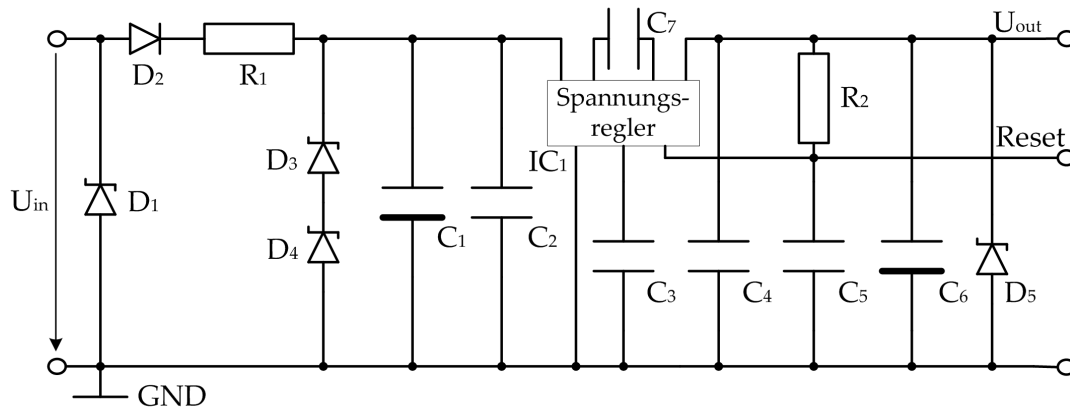 C7
Uout
D2
R1
Spannungs-
regler
R2
D3
IC1
Reset
Uin
D1
D4
C1
C2
C3
C4
C5
C6
D5
GND